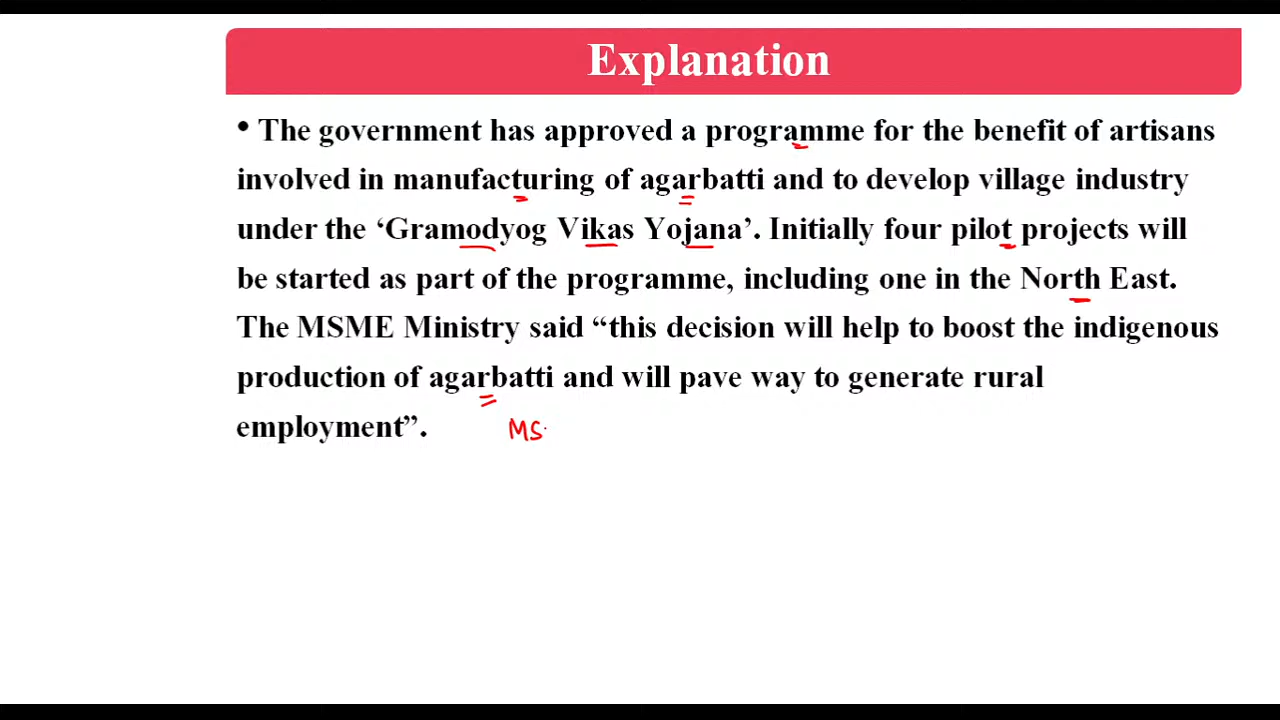 Explanation
• The government has approved a programme for the benefit of artisans
involved in manufacturing of agarbatti and to develop village industry
under the ‘Gramodyog Vikas Yojana’. Initially four pilot projects will
be started as part of the programme, including one in the North East.
The MSME Ministry said “this decision will help to boost the indigenous
production of agarbatti and will pave way to generate rural
employment”.
MS